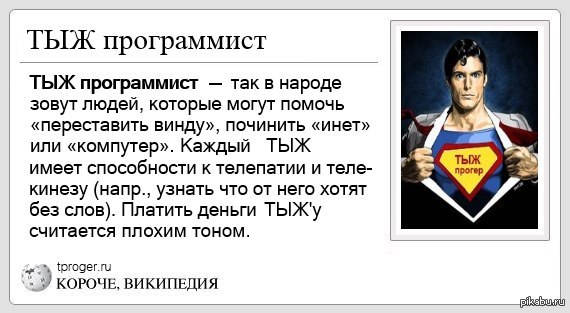 ТЫЖ программист
ТЫЖ программист — так в народе
зовут людей, которые могут помочь
«переставить винду», починить «инет»
или «компутер». Каждый ТЫЖ
имеет способности к телепатии и теле-
кинезу (напр., узнать что от него хотят
без слов). Платить деньги ТЫЖ'у
считается плохим тоном.
ТЫЖ
прогер
tproger.ru
КОРОЧЕ, ВИКИПЕДИЯ
pikabu.ru